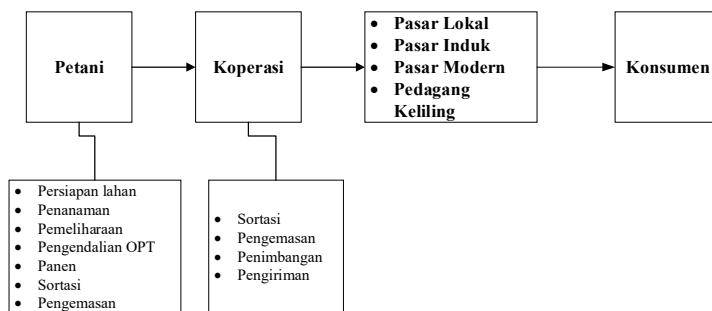 Petani
Koperasi
• Pasar Lokal
• Pasar Induk
• Pasar Modern
• Pedagang
Keliling
Konsumen
• Persiapan lahan
• Penanaman
• Pemeliharaan
• Pengendalian OPT
• Panen
• Sortasi
• Pengemasan
• Sortasi
• Pengemasan
• Penimbangan
• Pengiriman